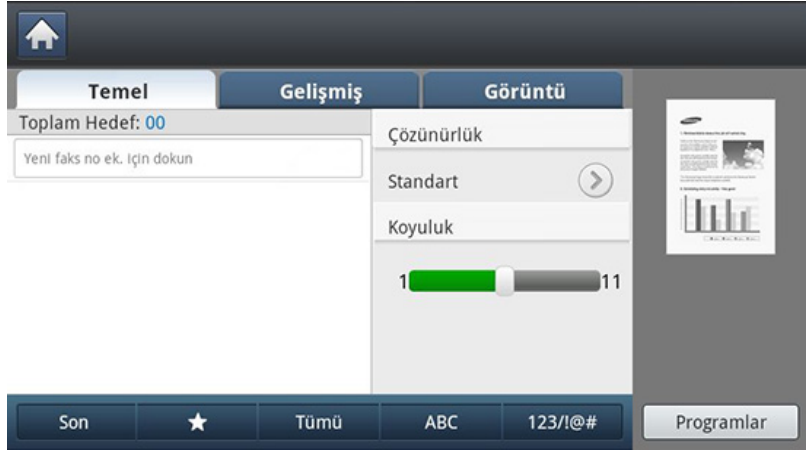 Temel
Gelişmiş
Görüntü
Toplam Hedef: 00
Yeni faks no ek. için dokun
Çözünürlük
Standart
Koyuluk
1
11
Son
Tümü
ABC
123/!@#
Programlar